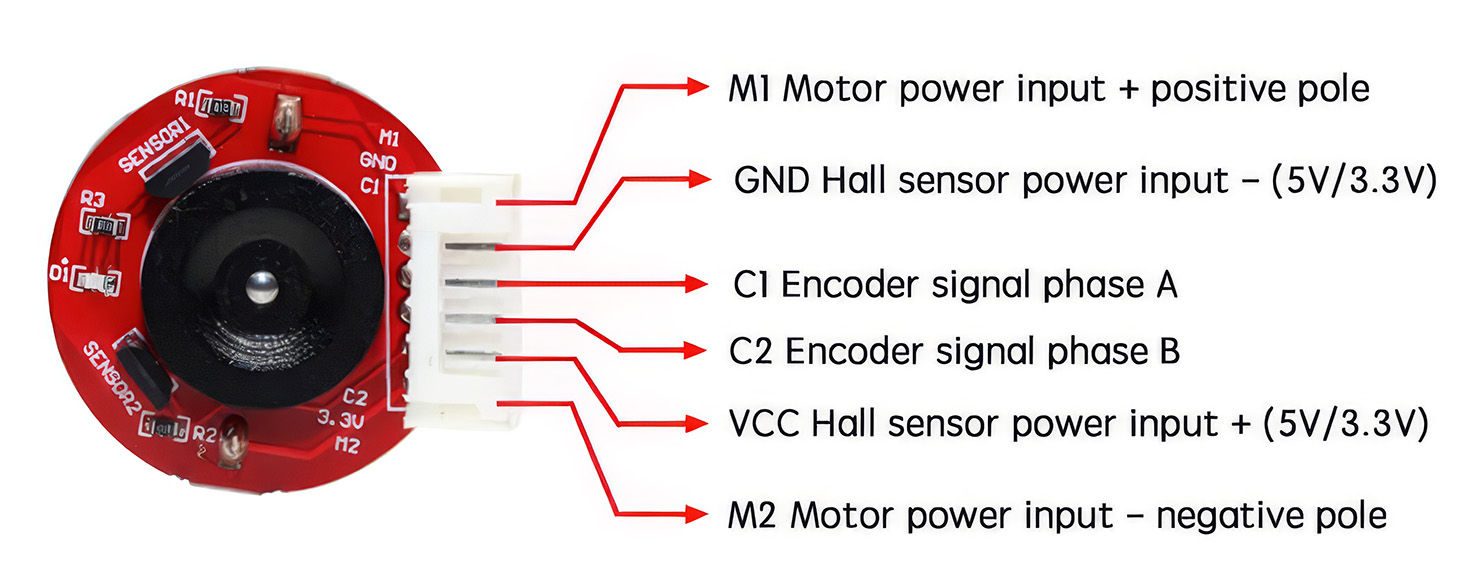 R1
SENSOR1
M1
GND
C1
R3
D1
SENSOR2
R2
C2
3.3V
M2
M1 Motor power input + positive pole
GND Hall sensor power input – (5V/3.3V)
C1 Encoder signal phase A
C2 Encoder signal phase B
VCC Hall sensor power input + (5V/3.3V)
M2 Motor power input – negative pole